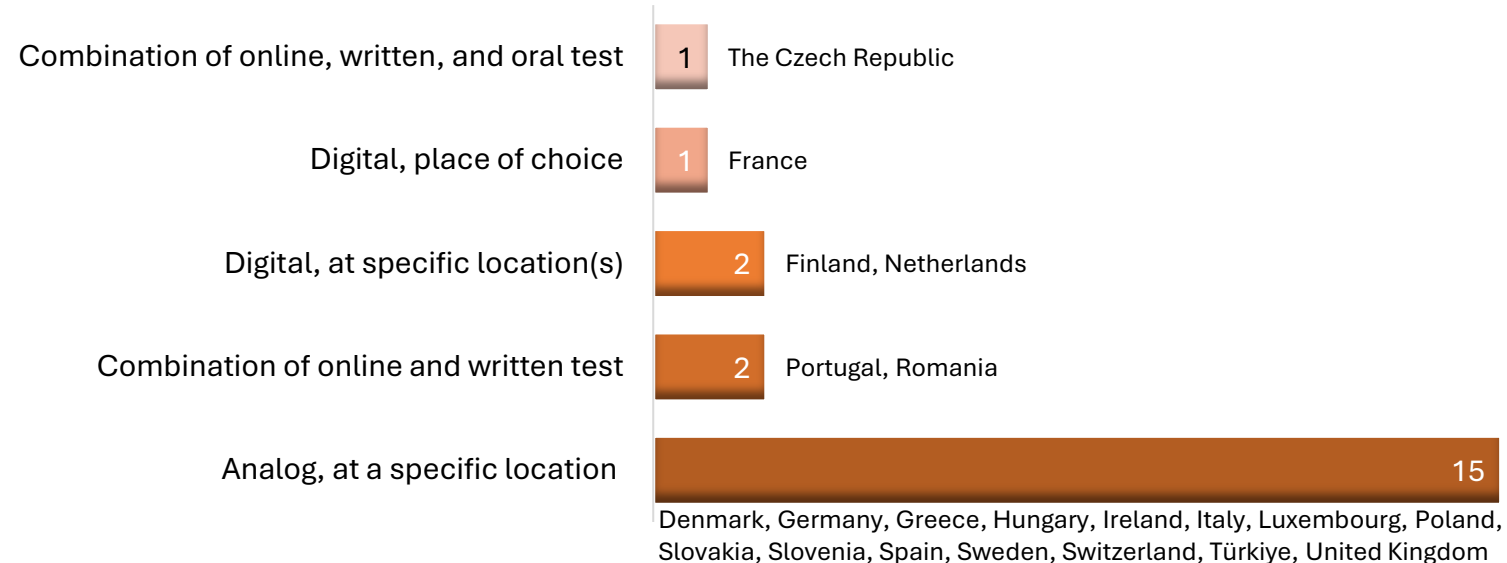 Combination of online, written, and oral test
1
The Czech Republic
Digital, place of choice
1
France
Digital, at specific location(s)
2
Finland, Netherlands
Combination of online and written test
2
Portugal, Romania
Analog, at a specific location
15
Denmark, Germany, Greece, Hungary, Ireland, Italy, Luxembourg, Poland,
Slovakia, Slovenia, Spain, Sweden, Switzerland, Türkiye, United Kingdom